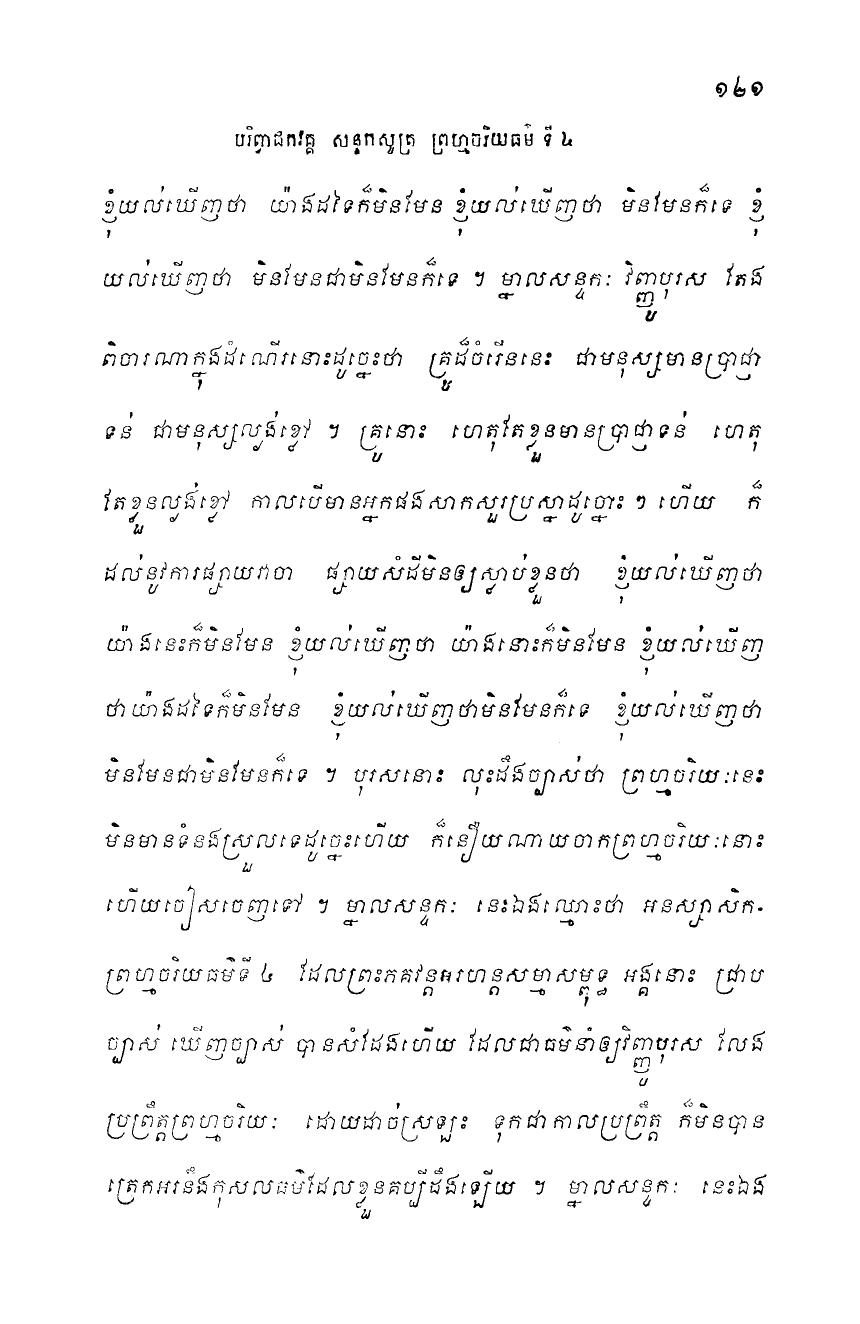 ១៤១
បរិព្វាជកវគ្គ សន្ទកសូត្រ ព្រហ្មចរិយធម៌ ទី ៤
ខ្ញុំយល់ឃើញថា យ៉ាងដទៃក៏មិនមែន ខ្ញុំយល់ឃើញថា មិនមែនក៏ទេ ខ្ញុំ
យល់ឃើញថា មិនមែនជាមិនមែនក៏ទេ ។ ម្នាលសន្ទកៈ វិញ្ញូបុរស តែង
ពិចារណាក្នុងដំណើរនោះដូច្នេះថា គ្រូដ៏ចំរើននេះ ជាមនុស្សមានប្រាជ្ញា
ទន់ ជាមនុស្សល្ងង់ខ្លៅ ។ គ្រូនោះ ហេតុតែខ្លួនមានប្រាជ្ញាទន់ ហេតុ
តែខ្លួនល្ងង់ខ្លៅ កាលបើមានអ្នកផងសាកសួរប្រស្នាដូច្នោះ ៗ ហើយ ក៏
ដល់នូវការផ្សាយវាចា ផ្សាយសំដីមិនឲ្យស្លាប់ខ្លួនថា ខ្ញុំយល់ឃើញថា
យ៉ាងនេះក៏មិនមែន ខ្ញុំយល់ឃើញថា យ៉ាងនោះក៏មិនមែន ខ្ញុំយល់ឃើញ
ថាយ៉ាងដទៃក៏មិនមែន ខ្ញុំយល់ឃើញថាមិនមែនក៏ទេ ខ្ញុំយល់ឃើញថា
មិនមែនជាមិនមែនក៏ទេ ។ បុរសនោះ លុះដឹងច្បាស់ថា ព្រហ្មចរិយៈនេះ
មិនមានទំនងស្រួលទេដូច្នេះហើយ ក៏នឿយណាយចាកព្រហ្មចរិយៈនោះ
ហើយចៀសចេញទៅ ។ ម្នាលសន្ទកៈ នេះឯងឈ្មោះថា អនស្សាសិក-
ព្រហ្មចរិយធម៌ទី ៤ ដែលព្រះភគវន្តអរហន្តសម្មាសម្ពុទ្ធ អង្គនោះ ជ្រាប
ច្បាស់ ឃើញច្បាស់ បានសំដែងហើយ ដែលជាធម៌នាំឲ្យវិញ្ញូបុរស លែង
ប្រព្រឹត្តព្រហ្មចរិយៈ ដោយដាច់ស្រឡះ ទុកជាកាលប្រព្រឹត្ត ក៏មិនបាន
ត្រេកអរនឹងកុសលធម៌ដែលខ្លួនគប្បីដឹងឡើយ ។ ម្នាលសន្ទកៈ នេះឯង